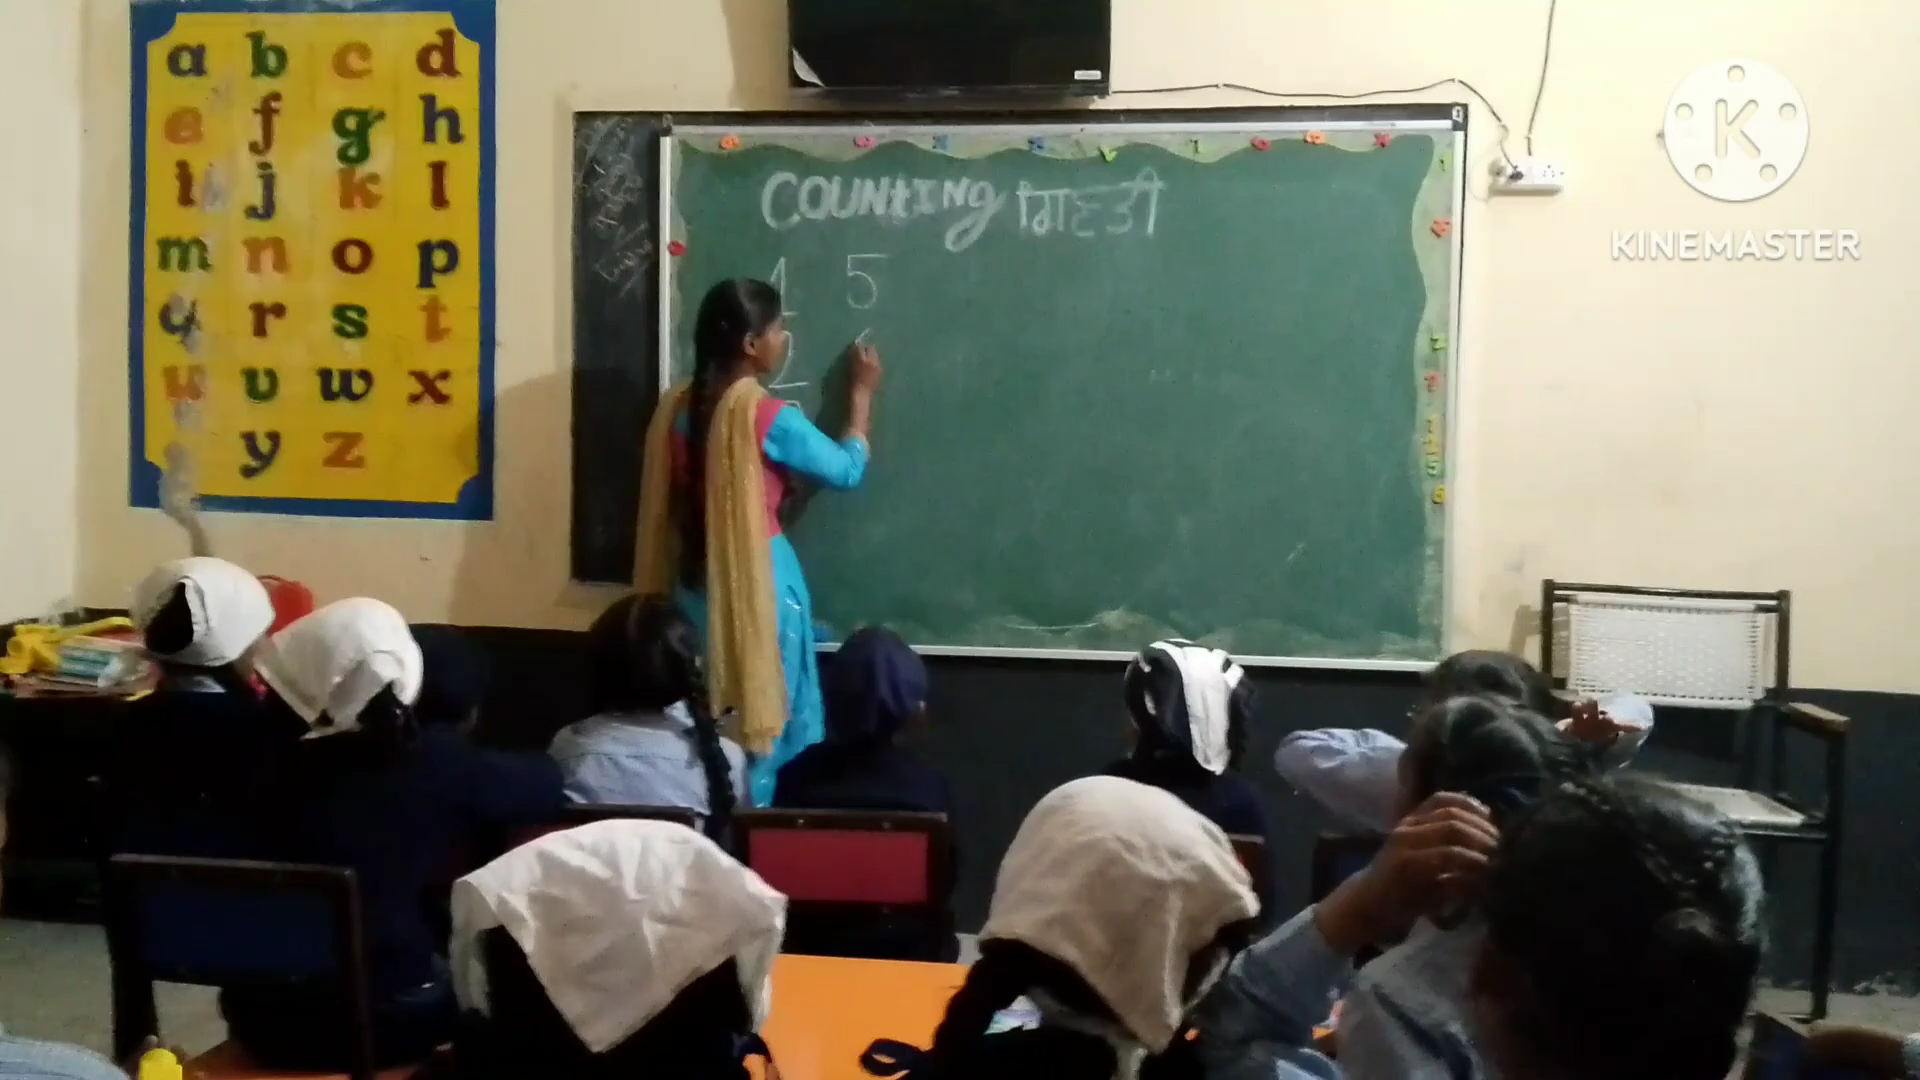 a b c d
e f g h
i j k l
m n o p
q r s t
u v w x
y z
COUNTING ਗਿਣਤੀ
1 5
2
K
KINEMASTER